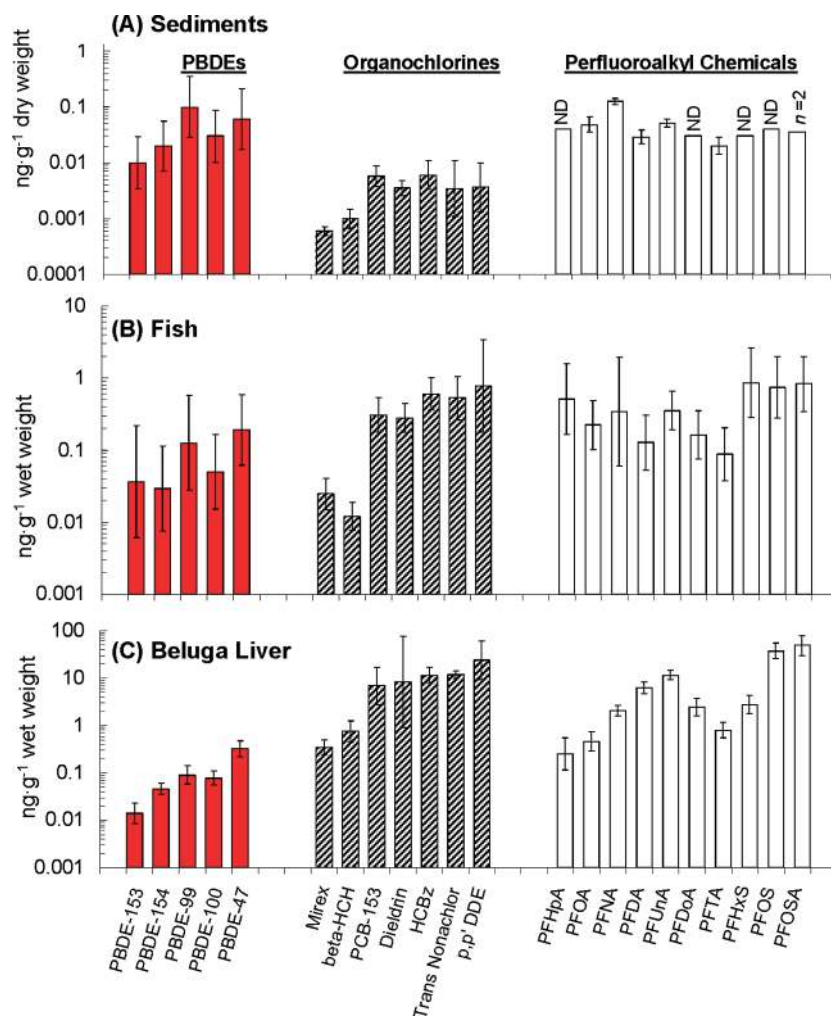 (A) Sediments
PBDEs
Organochlorines
Perfluoroalkyl Chemicals
ng·g⁻¹ dry weight
1
0.1
0.01
0.001
0.0001
ND
ND
ND
ND
n=2
(B) Fish
ng·g⁻¹ wet weight
10
1
0.1
0.01
0.001
(C) Beluga Liver
ng·g⁻¹ wet weight
100
10
1
0.1
0.01
0.001
PBDE-153
PBDE-154
PBDE-99
PBDE-100
PBDE-47
Mirex
beta-HCH
PCB-153
Dieldrin
HCBz
Trans Nonachlor
p,p' DDE
PFHpA
PFOA
PFNA
PFDA
PFUnA
PFDoA
PFTA
PFHxS
PFOS
PFOSA